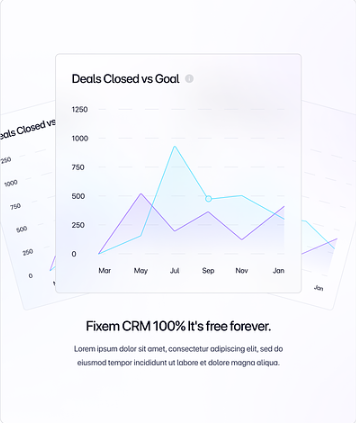 Deals Closed vs Goal
1250
1000
750
500
250
0
Mar May Jul Sep Nov Jan
eals Closed vs
250
1000
750
500
250
0
Jan
Fixem CRM 100% It's free forever.
Lorem ipsum dolor sit amet, consectetur adipiscing elit, sed do
eiusmod tempor incididunt ut labore et dolore magna aliqua.